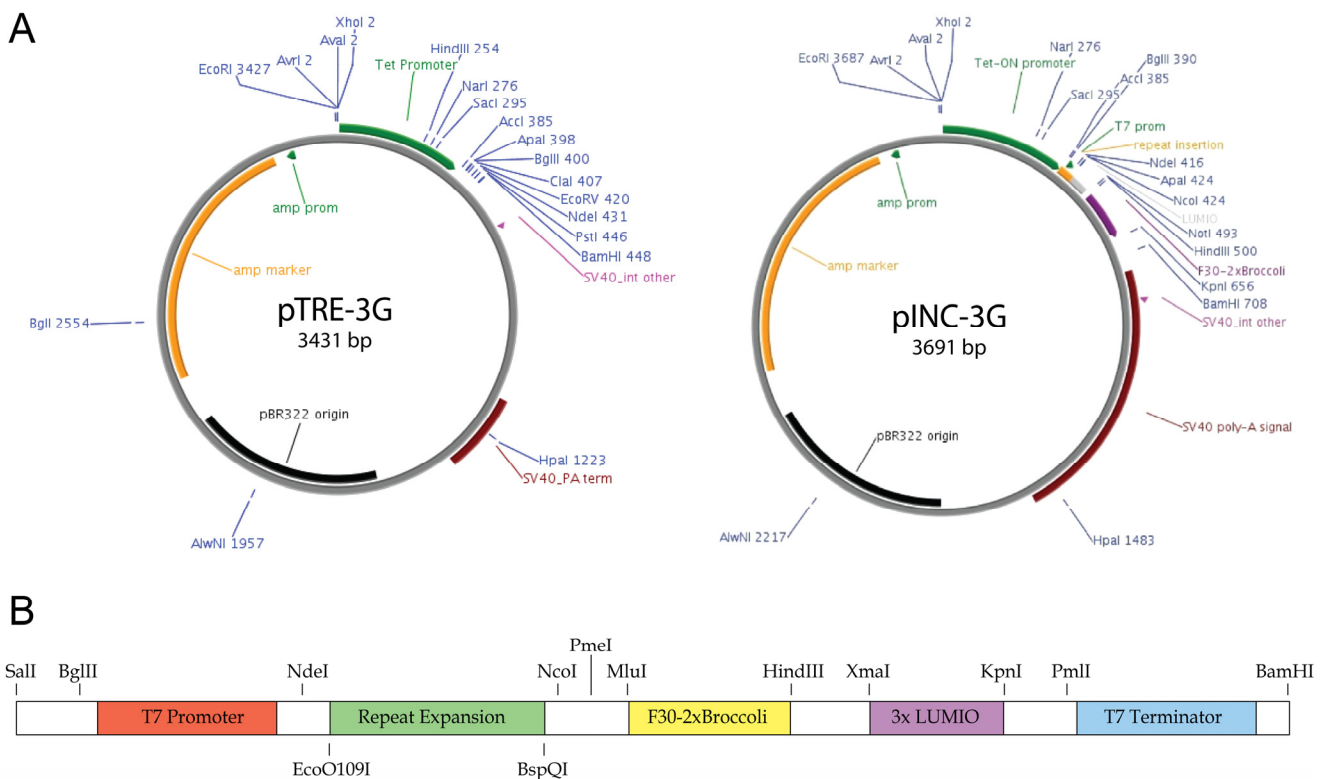 A
XhoI 2
AvaI 2
AvrI 2
EcoRI 3427
HindIII 254
Tet Promoter
NarI 276
SacI 295
AccI 385
ApaI 398
BglII 400
ClaI 407
EcoRV 420
NdeI 431
PstI 446
BamHI 448
SV40_int other
amp prom
amp marker
BglI 2554
pTRE-3G
3431 bp
pBR322 origin
HpaI 1223
SV40_PA term
AlwNI 1957
XhoI 2
AvaI 2
AvrI 2
EcoRI 3687
NarI 276
Tet-ON promoter
BglII 390
AccI 385
SacI 295
T7 prom
repeat insertion
NdeI 416
ApaI 424
NcoI 424
LUMIO
NotI 493
HindIII 500
F30-2xBroccoli
KpnI 656
BamHI 708
SV40_int other
amp prom
amp marker
pINC-3G
3691 bp
SV40 poly-A signal
pBR322 origin
AlwNI 2217
HpaI 1483
B
PmeI
SalI BglII NdeI NcoI MluI HindIII XmaI KpnI PmlI BamHI
T7 Promoter Repeat Expansion F30-2xBroccoli 3x LUMIO T7 Terminator
EcoO109I BspQI